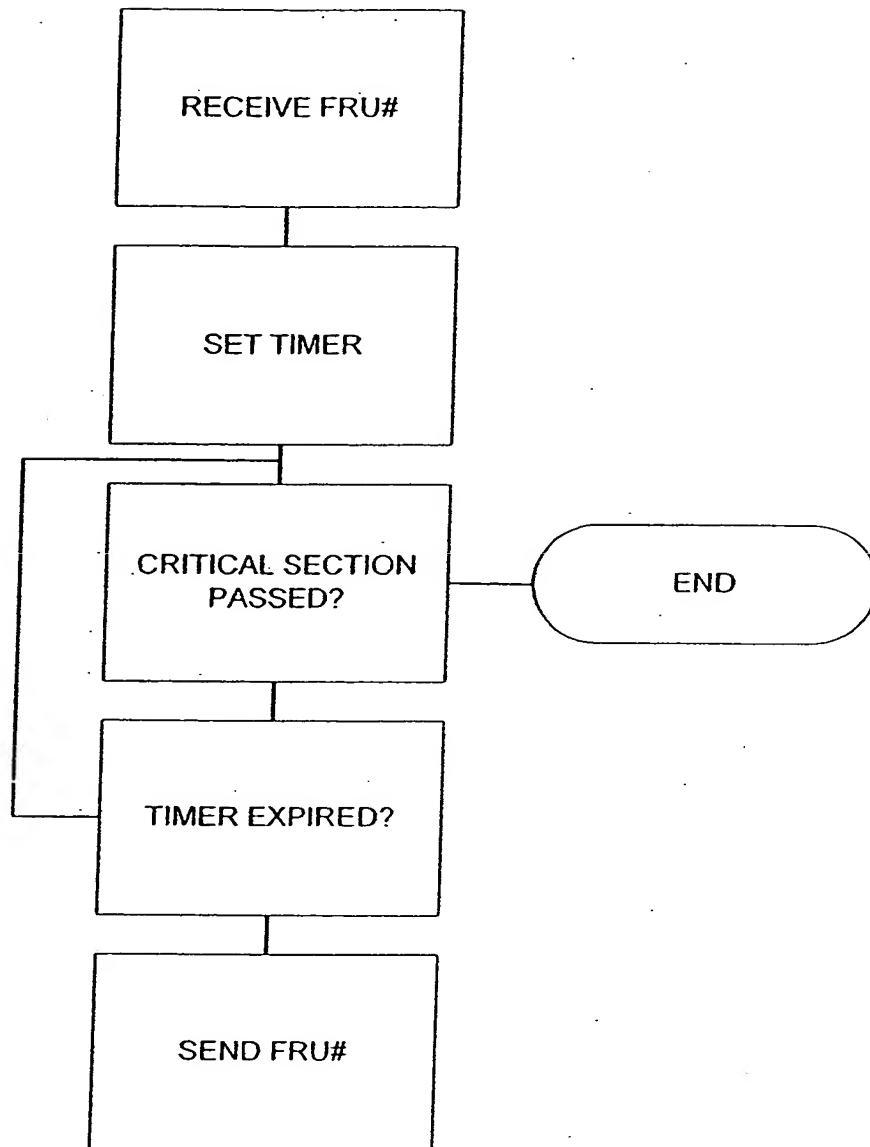 RECEIVE FRU#
SET TIMER
CRITICAL SECTION
PASSED?
END
TIMER EXPIRED?
SEND FRU#